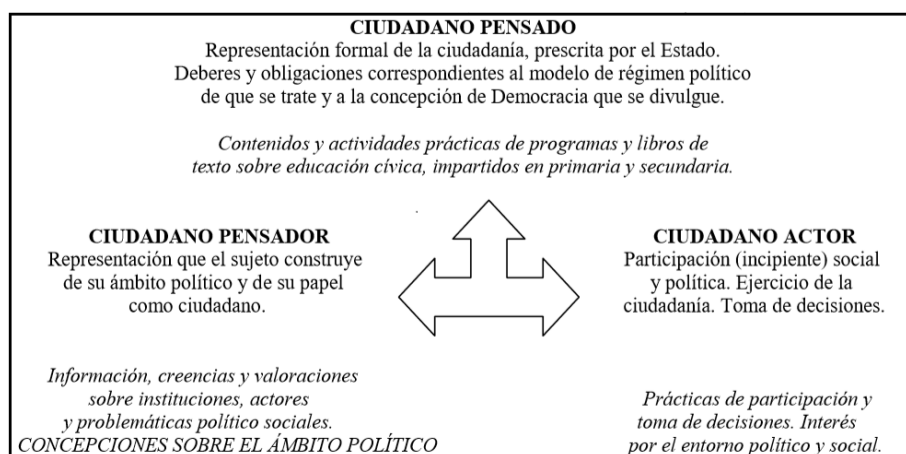 CIUDADANO PENSADO
Representación formal de la ciudadanía, prescrita por el Estado.
Deberes y obligaciones correspondientes al modelo de régimen político
de que se trate y a la concepción de Democracia que se divulgue.
Contenidos y actividades prácticas de programas y libros de
texto sobre educación cívica, impartidos en primaria y secundaria.
CIUDADANO PENSADOR
Representación que el sujeto construye
de su ámbito político y de su papel
como ciudadano.
Información, creencias y valoraciones
sobre instituciones, actores
y problemáticas político sociales.
CONCEPCIONES SOBRE EL ÁMBITO POLÍTICO
CIUDADANO ACTOR
Participación (incipiente) social
y política. Ejercicio de la
ciudadanía. Toma de decisiones.
Prácticas de participación y
toma de decisiones. Interés
por el entorno político y social.